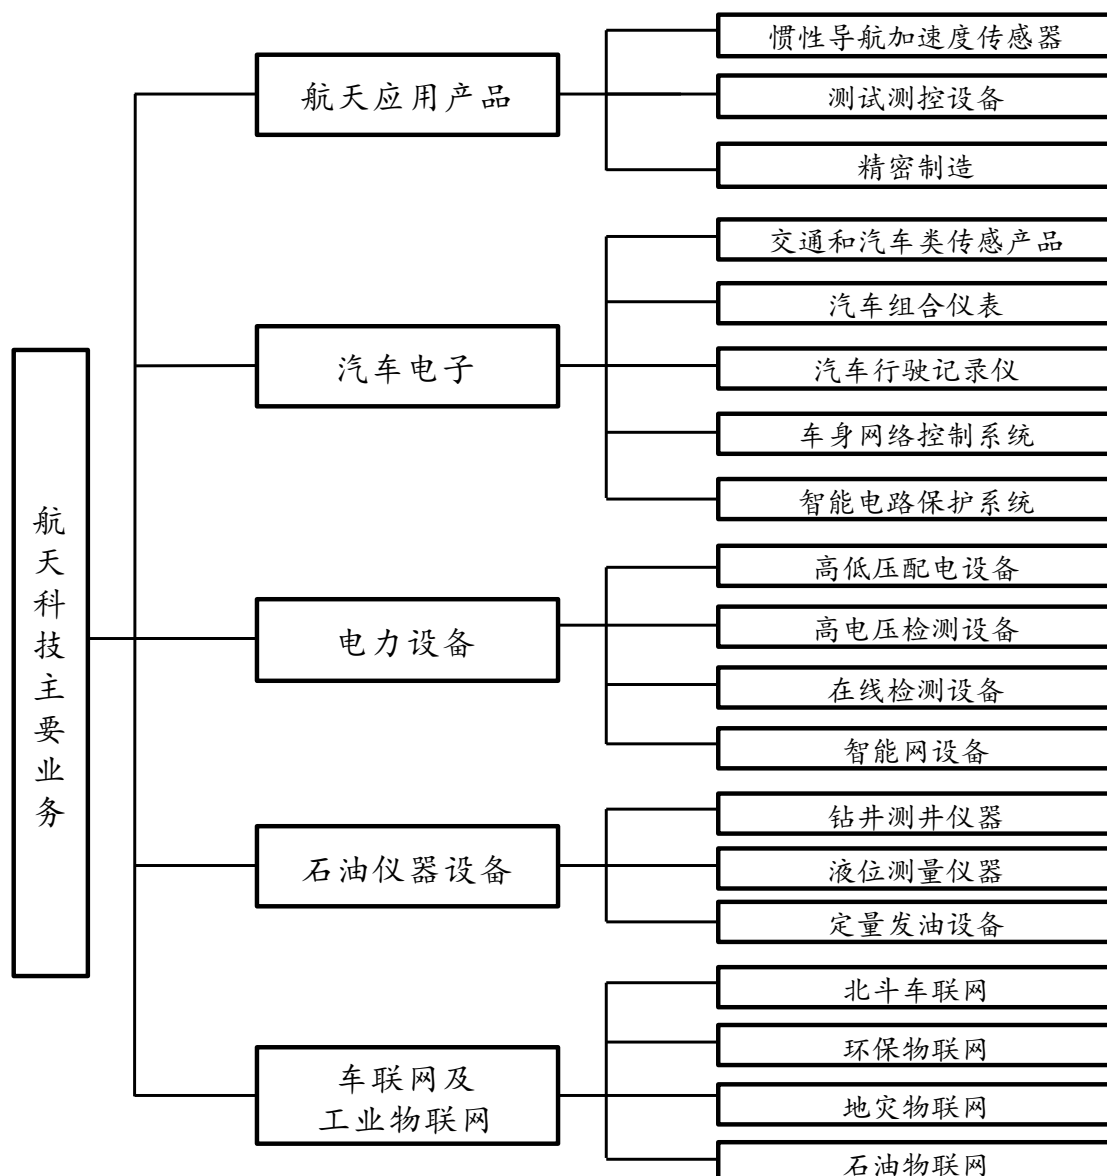 航天科技主要业务
航天应用产品
惯性导航加速度传感器
测试测控设备
精密制造
汽车电子
交通和汽车类传感产品
汽车组合仪表
汽车行驶记录仪
车身网络控制系统
智能电路保护系统
电力设备
高低压配电设备
高电压检测设备
在线检测设备
智能网设备
石油仪器设备
钻井测井仪器
液位测量仪器
定量发油设备
车联网及
工业物联网
北斗车联网
环保物联网
地灾物联网
石油物联网